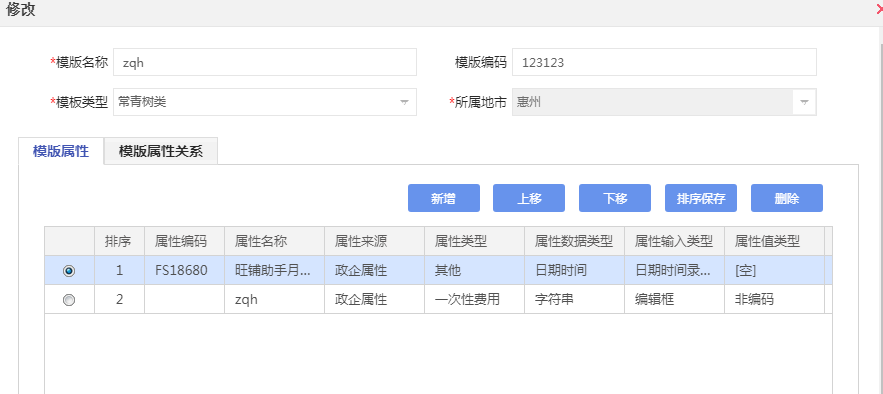 修改
*模版名称 zqh 模版编码 123123
*模板类型 常青树类 *所属地市 惠州
模版属性 模版属性关系
新增 上移 下移 排序保存 删除
排序 属性编码 属性名称 属性来源 属性类型 属性数据类型 属性输入类型 属性值类型
1 FS18680 旺铺助手月... 政企属性 其他 日期时间 日期时间录... [空]
2 zqh 政企属性 一次性费用 字符串 编辑框 非编码